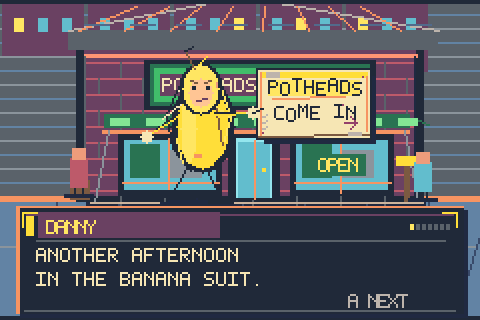 POTHEADS
POTHEADS
COME IN
OPEN
DANNY
ANOTHER AFTERNOON
IN THE BANANA SUIT.
A NEXT